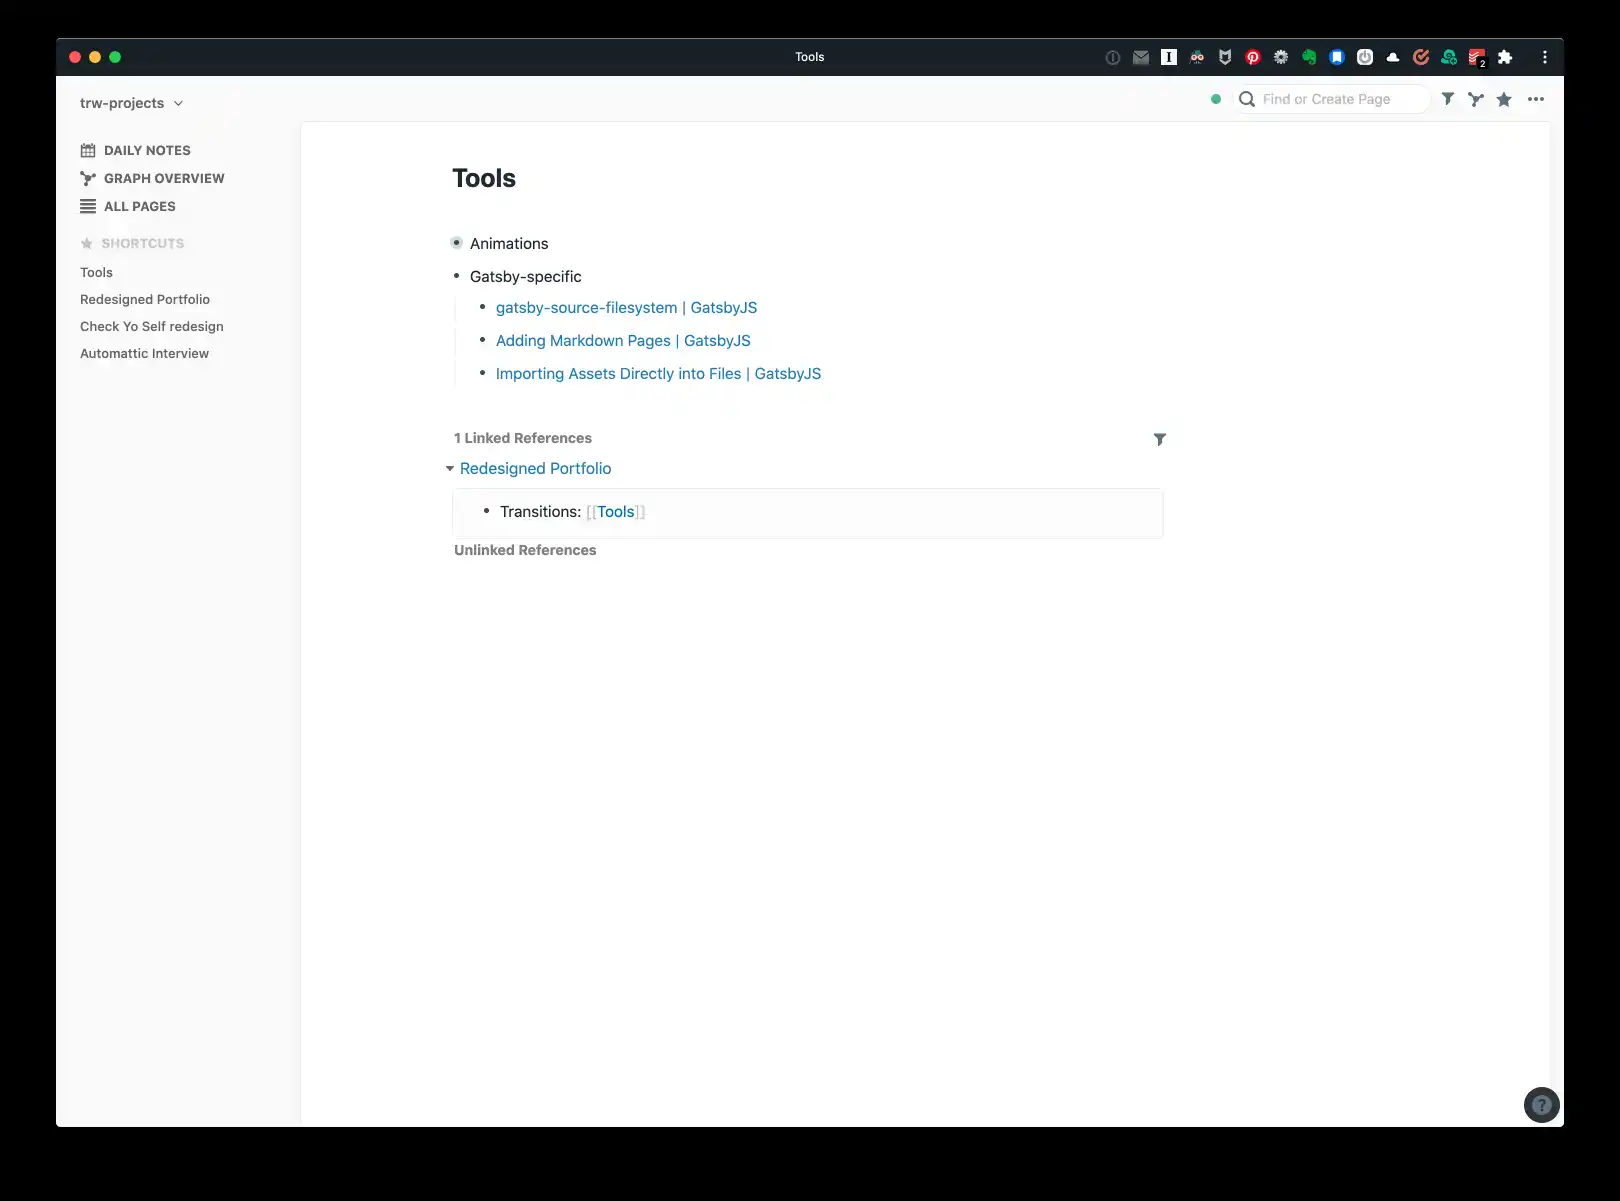 Tools
2
trw-projects
Find or Create Page
DAILY NOTES
GRAPH OVERVIEW
ALL PAGES
SHORTCUTS
Tools
Redesigned Portfolio
Check Yo Self redesign
Automattic Interview
Tools
Animations
Gatsby-specific
gatsby-source-filesystem | GatsbyJS
Adding Markdown Pages | GatsbyJS
Importing Assets Directly into Files | GatsbyJS
1 Linked References
Redesigned Portfolio
Transitions: [[Tools]]
Unlinked References
?